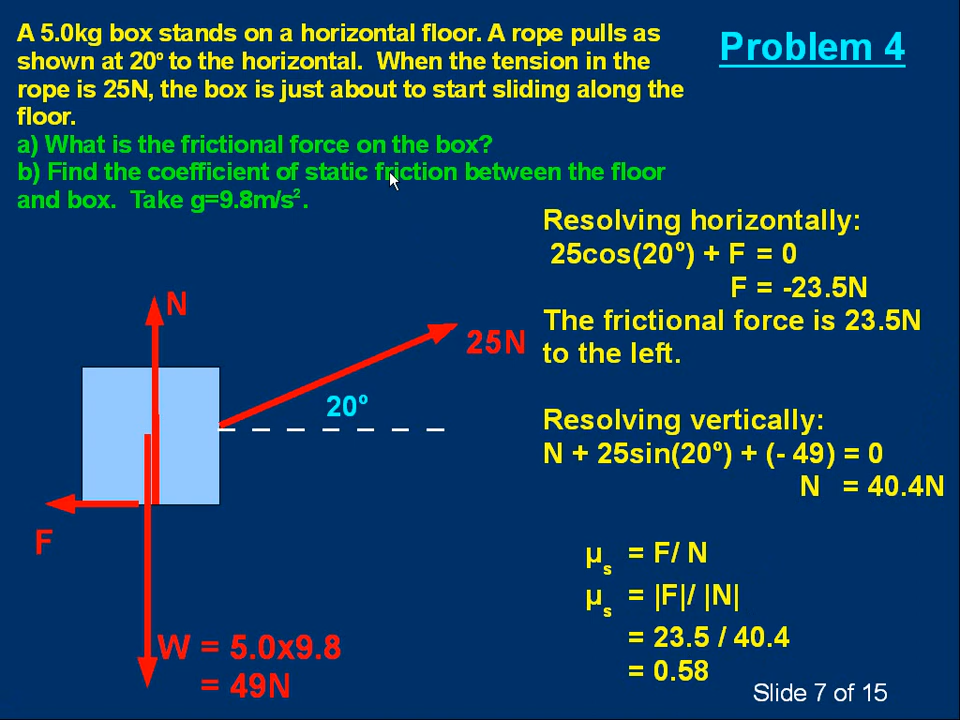 A 5.0kg box stands on a horizontal floor. A rope pulls as
shown at 20° to the horizontal.  When the tension in the
rope is 25N, the box is just about to start sliding along the
floor.
a) What is the frictional force on the box?
b) Find the coefficient of static friction between the floor
and box.  Take g=9.8m/s².
Problem 4
Resolving horizontally:
25cos(20°) + F = 0
F = -23.5N
The frictional force is 23.5N
to the left.
Resolving vertically:
N + 25sin(20°) + (- 49) = 0
N = 40.4N
μs = F/ N
μs = |F|/ |N|
= 23.5 / 40.4
= 0.58
N
25N
20°
F
W = 5.0x9.8
= 49N
Slide 7 of 15